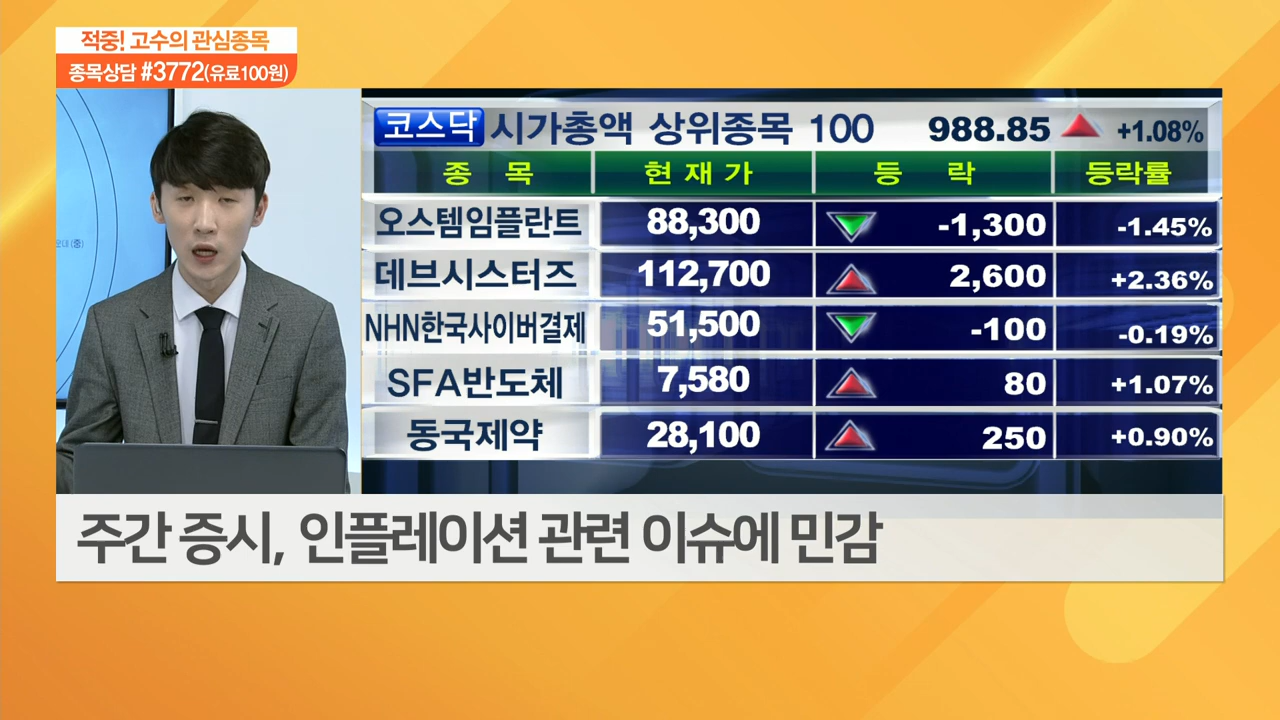 적중! 고수의 관심종목
종목상담 #3772(유료100원)
코스닥 시가총액 상위종목 100 988.85 ▲ +1.08%
종 목 현 재 가 등 락 등락률
오스템임플란트 88,300 ▼ -1,300 -1.45%
데브시스터즈 112,700 ▲ 2,600 +2.36%
NHN한국사이버결제 51,500 ▼ -100 -0.19%
SFA반도체 7,580 ▲ 80 +1.07%
동국제약 28,100 ▲ 250 +0.90%
주간 증시, 인플레이션 관련 이슈에 민감